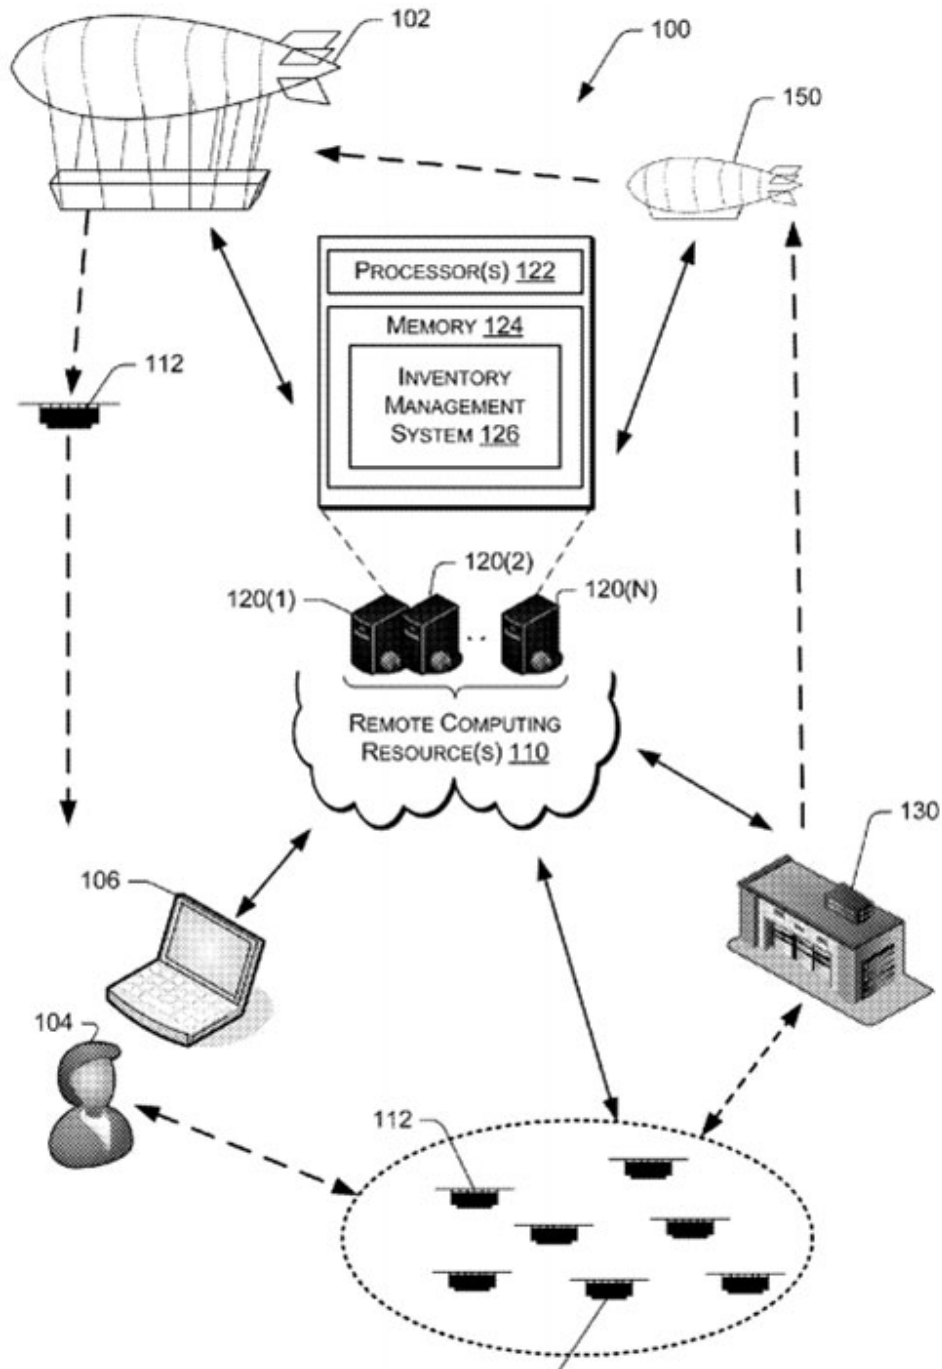 102
100
150
PROCESSOR(S) 122
MEMORY 124
INVENTORY
MANAGEMENT
SYSTEM 126
112
120(1)
120(2)
120(N)
REMOTE COMPUTING
RESOURCE(S) 110
130
106
104
112